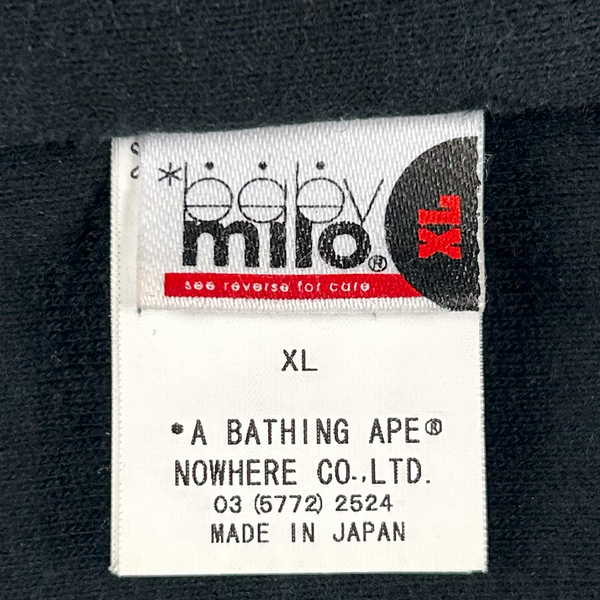 *baby
milo®
XL
see reverse for care
XL
*A BATHING APE®
NOWHERE CO.,LTD.
03 (5772) 2524
MADE IN JAPAN